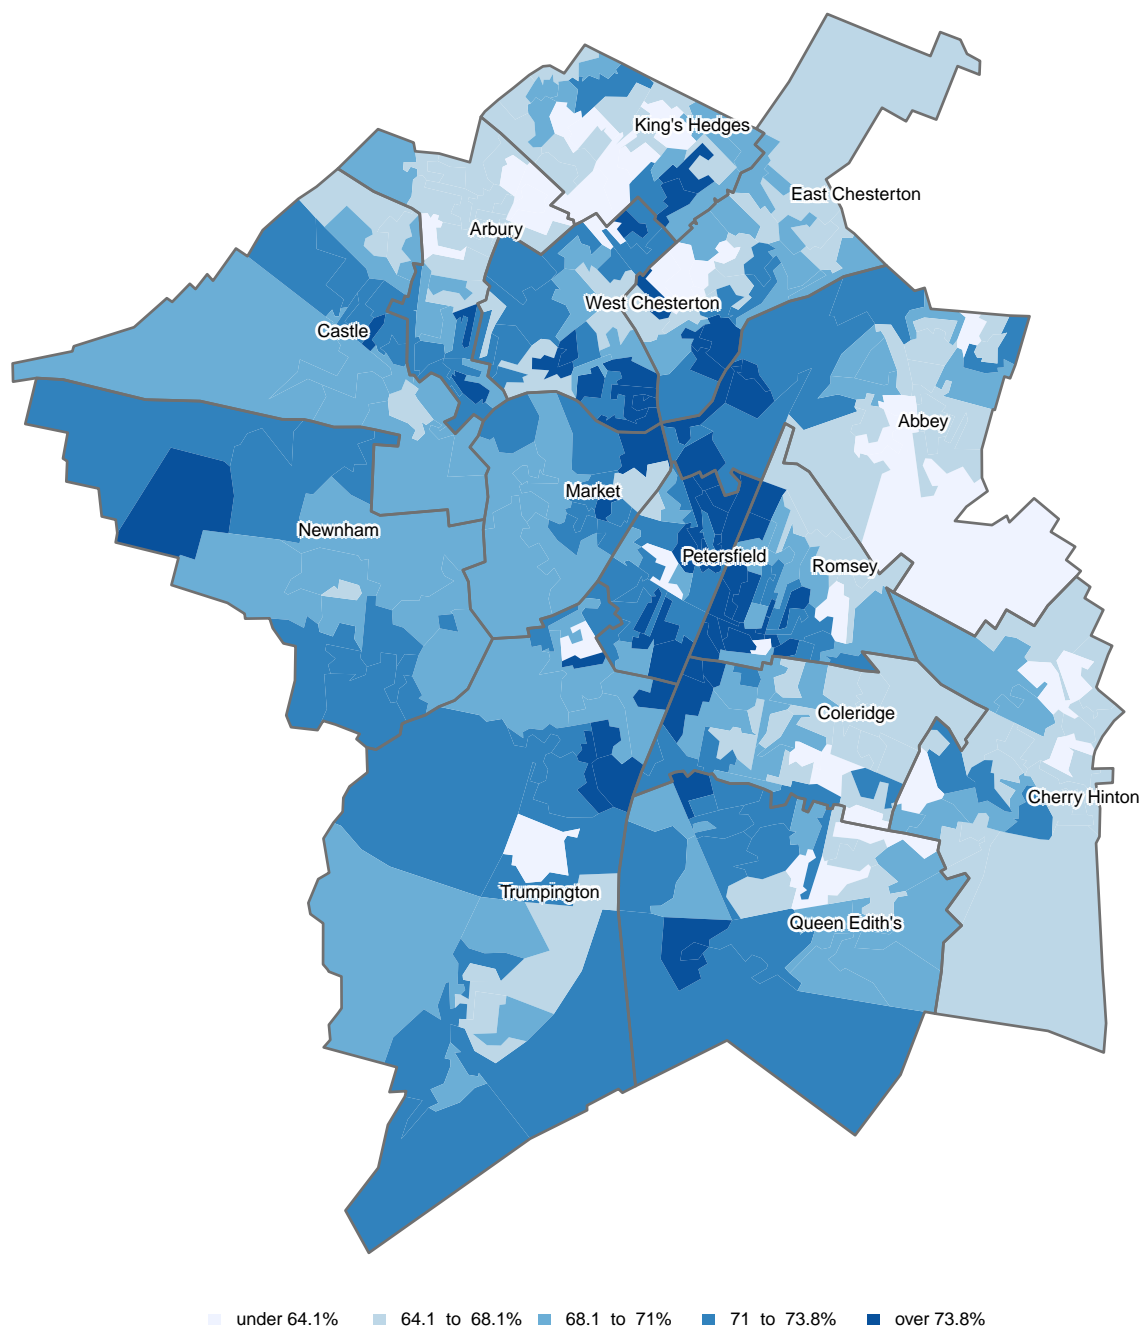 King's Hedges
East Chesterton
Arbury
West Chesterton
Castle
Abbey
Market
Newnham
Petersfield
Romsey
Coleridge
Cherry Hinton
Trumpington
Queen Edith's
under 64.1% 64.1 to 68.1% 68.1 to 71% 71 to 73.8% over 73.8%